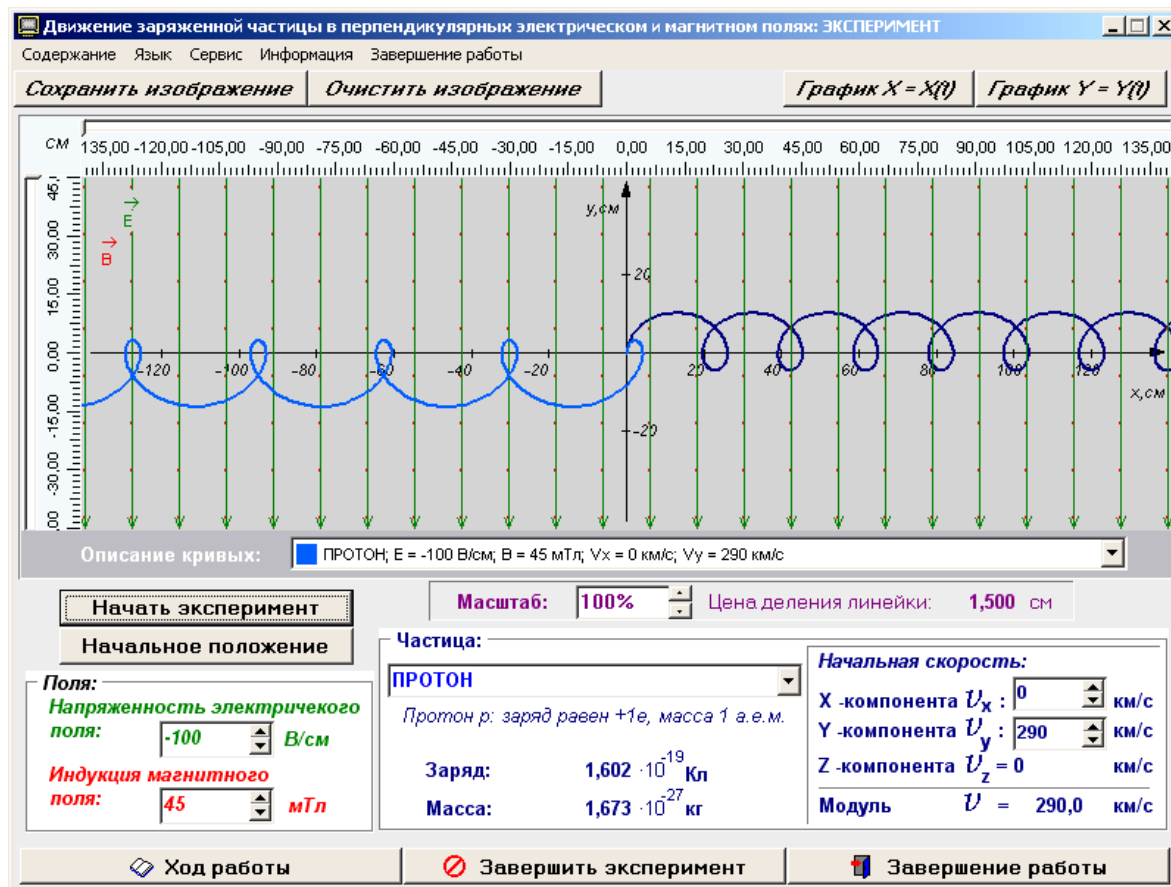 Движение заряженной частицы в перпендикулярных электрическом и магнитном полях: ЭКСПЕРИМЕНТ
Содержание Язык Сервис Информация Завершение работы
Сохранить изображение Очистить изображение График X = X(t) График Y = Y(t)
см 135,00 -120,00 -105,00 -90,00 -75,00 -60,00 -45,00 -30,00 -15,00 0,00 15,00 30,00 45,00 60,00 75,00 90,00 105,00 120,00 135,00
45, 30,00 15,00 0,00 -15,00 -30,00 ,00
E
B
y,см
20
-120 -100 -80 -60 -40 -20 20 40 60 80 100 120
x,см
-20
Описание кривых: ПРОТОН; E = -100 В/см; B = 45 мТл; Vx = 0 км/с; Vy = 290 км/с
Начать эксперимент
Масштаб: 100% Цена деления линейки: 1,500 см
Начальное положение
Поля:
Напряженность электричекого
поля: -100 В/см
Индукция магнитного
поля: 45 мТл
Частица:
ПРОТОН
Протон p: заряд равен +1e, масса 1 а.е.м.
Заряд: 1,602 ·10⁻¹⁹ Кл
Масса: 1,673 ·10⁻²⁷ кг
Начальная скорость:
X -компонента υx : 0 км/с
Y -компонента υy : 290 км/с
Z -компонента υz = 0 км/с
Модуль υ = 290,0 км/с
Ход работы Завершить эксперимент Завершение работы